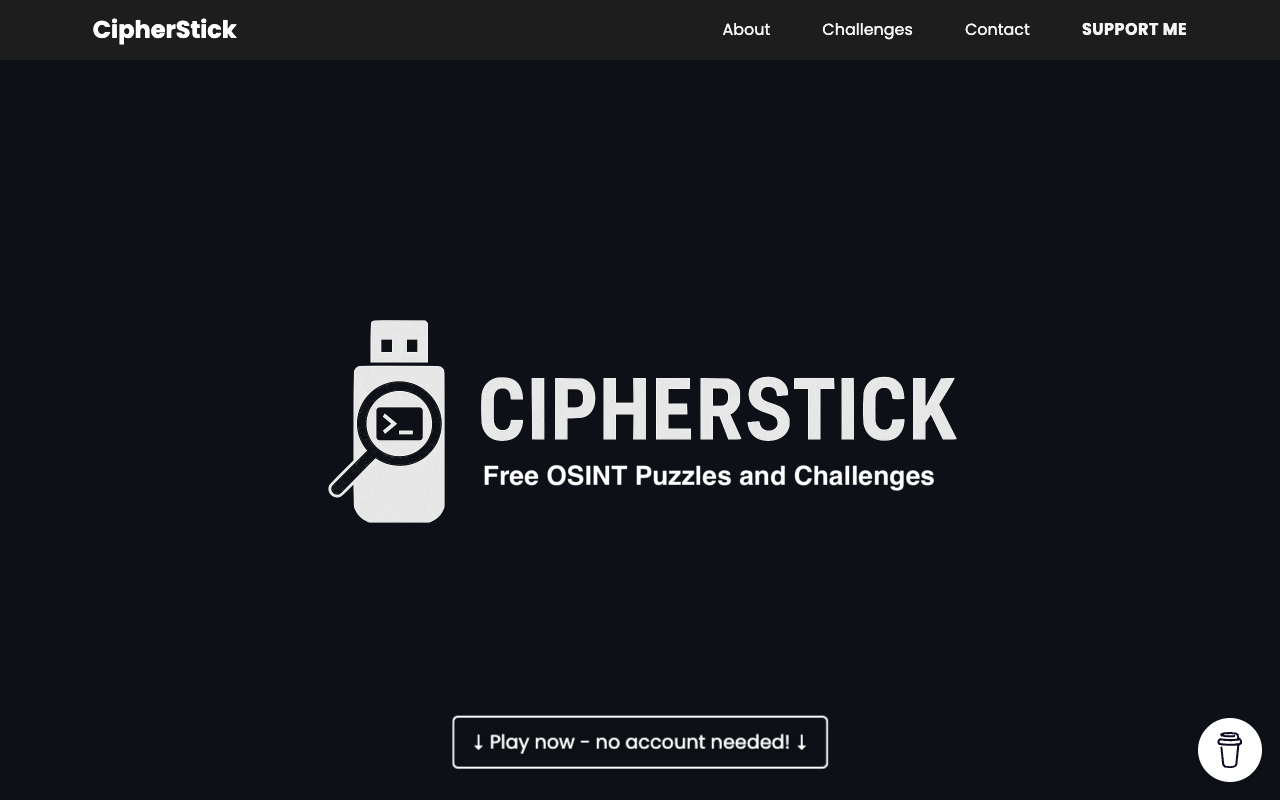 CipherStick
About
Challenges
Contact
SUPPORT ME
CIPHERSTICK
Free OSINT Puzzles and Challenges
↓ Play now - no account needed! ↓